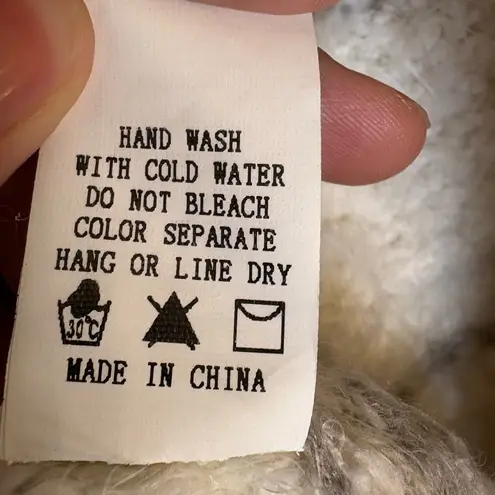 HAND WASH
WITH COLD WATER
DO NOT BLEACH
COLOR SEPARATE
HANG OR LINE DRY
30°C
MADE IN CHINA